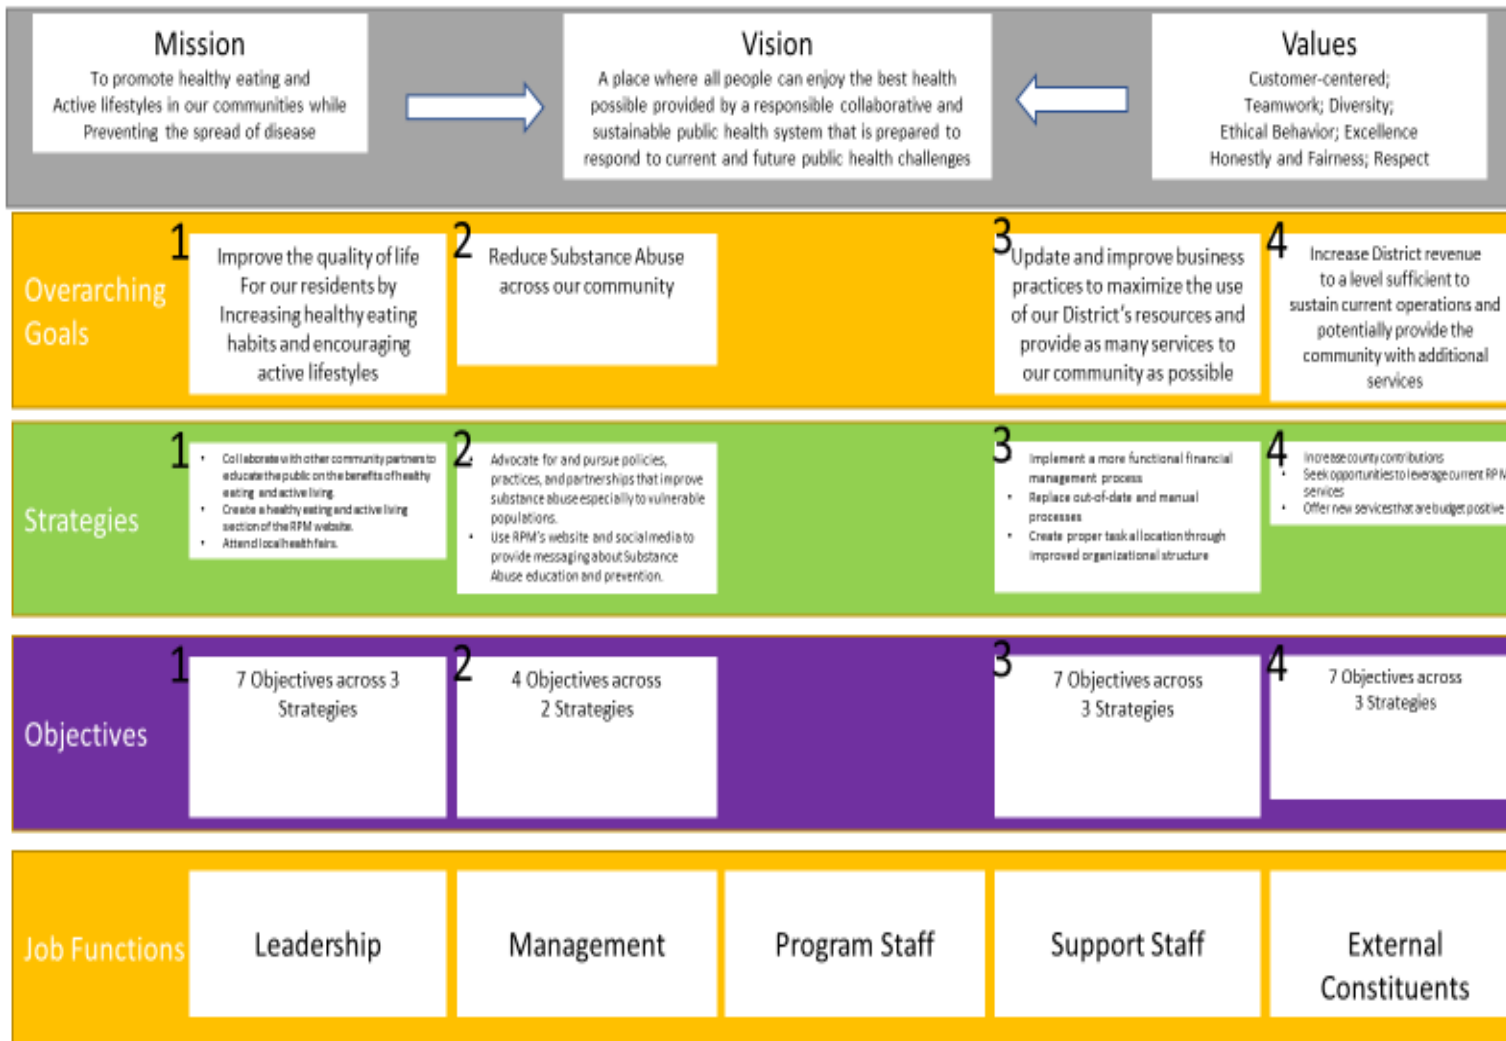 Mission
To promote healthy eating and
Active lifestyles in our communities while
Preventing the spread of disease
Vision
A place where all people can enjoy the best health
possible provided by a responsible collaborative and
sustainable public health system that is prepared to
respond to current and future public health challenges
Values
Customer-centered;
Teamwork; Diversity;
Ethical Behavior; Excellence
Honestly and Fairness; Respect
Overarching
Goals
1
Improve the quality of life
For our residents by
Increasing healthy eating
habits and encouraging
active lifestyles
2
Reduce Substance Abuse
across our community
3
Update and improve business
practices to maximize the use
of our District's resources and
provide as many services to
our community as possible
4
Increase District revenue
to a level sufficient to
sustain current operations and
potentially provide the
community with additional
services
Strategies
1
• Collaborate with other community partners to
educate the public on the benefits of healthy
eating and active living.
• Create a healthy eating and active living
section of the RPM website.
• Attend local health fairs.
2
• Advocate for and pursue policies,
practices, and partnerships that improve
substance abuse especially to vulnerable
populations.
• Use RPM's website and social media to
provide messaging about Substance
Abuse education and prevention.
3
• Implement a more functional financial
management process
• Replace out-of-date and manual
processes
• Create proper task allocation through
improved organizational structure
4
• Increase county contributions
• Seek opportunities to leverage current RPM
services
• Offer new services that are budget positive
Objectives
1
7 Objectives across 3
Strategies
2
4 Objectives across
2 Strategies
3
7 Objectives across
3 Strategies
4
7 Objectives across
3 Strategies
Job Functions
Leadership
Management
Program Staff
Support Staff
External
Constituents